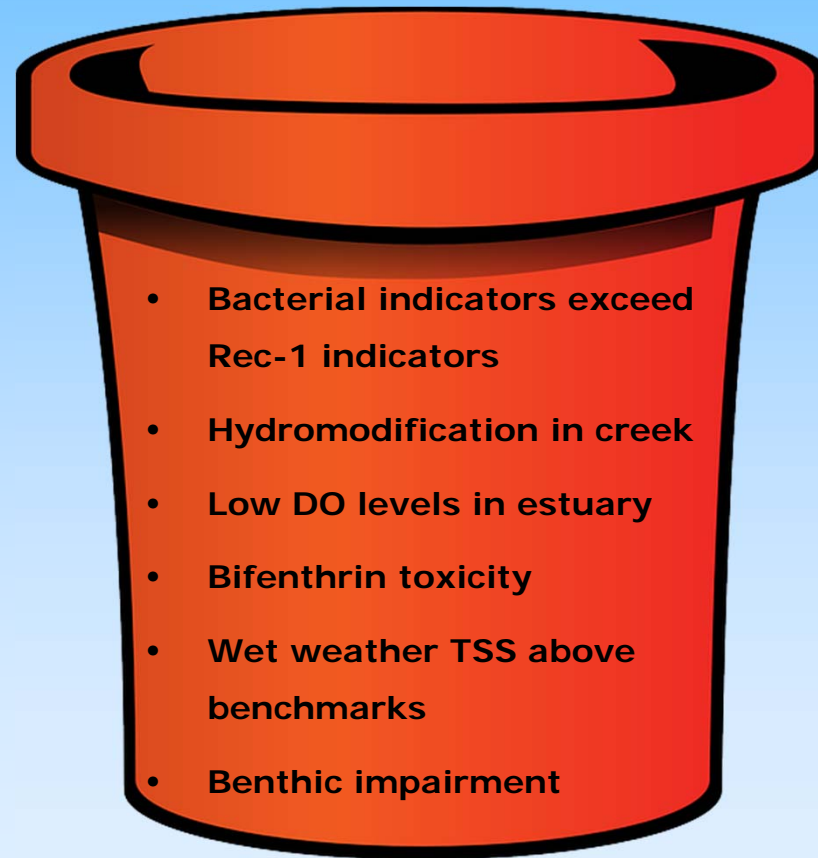 • Bacterial indicators exceed
Rec-1 indicators
• Hydromodification in creek
• Low DO levels in estuary
• Bifenthrin toxicity
• Wet weather TSS above
benchmarks
• Benthic impairment